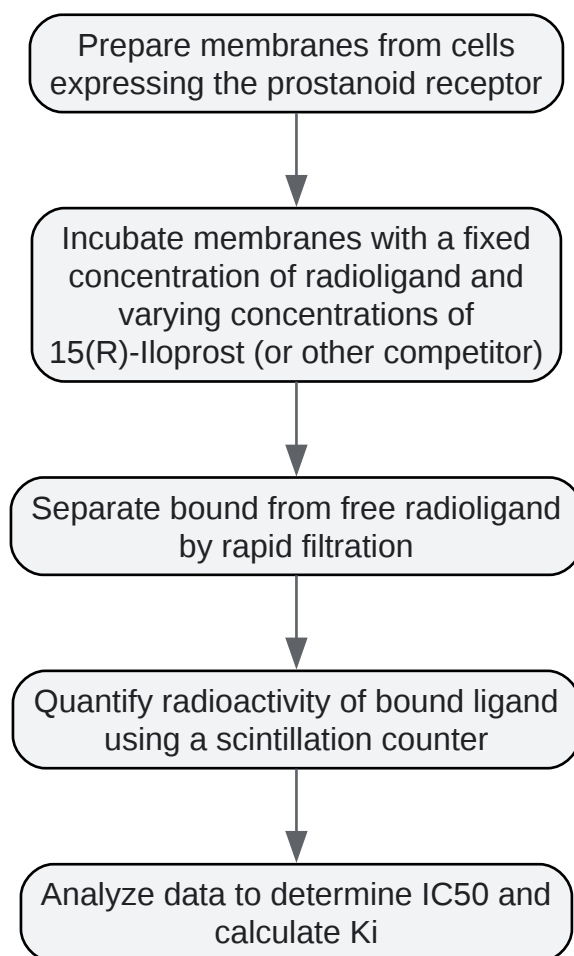 Prepare membranes from cells
expressing the prostanoid receptor
Incubate membranes with a fixed
concentration of radioligand and
varying concentrations of
15(R)-Iloprost (or other competitor)
Separate bound from free radioligand
by rapid filtration
Quantify radioactivity of bound ligand
using a scintillation counter
Analyze data to determine IC50 and
calculate Ki